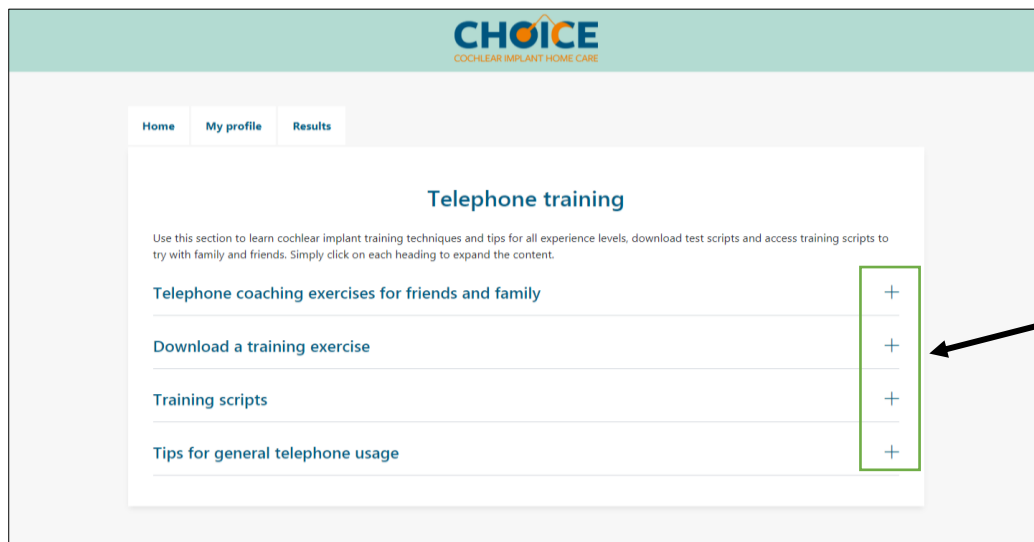 CHOICE
COCHLEAR IMPLANT HOME CARE
Home My profile Results
Telephone training
Use this section to learn cochlear implant training techniques and tips for all experience levels, download test scripts and access training scripts to
try with family and friends. Simply click on each heading to expand the content.
Telephone coaching exercises for friends and family
Download a training exercise
Training scripts
Tips for general telephone usage